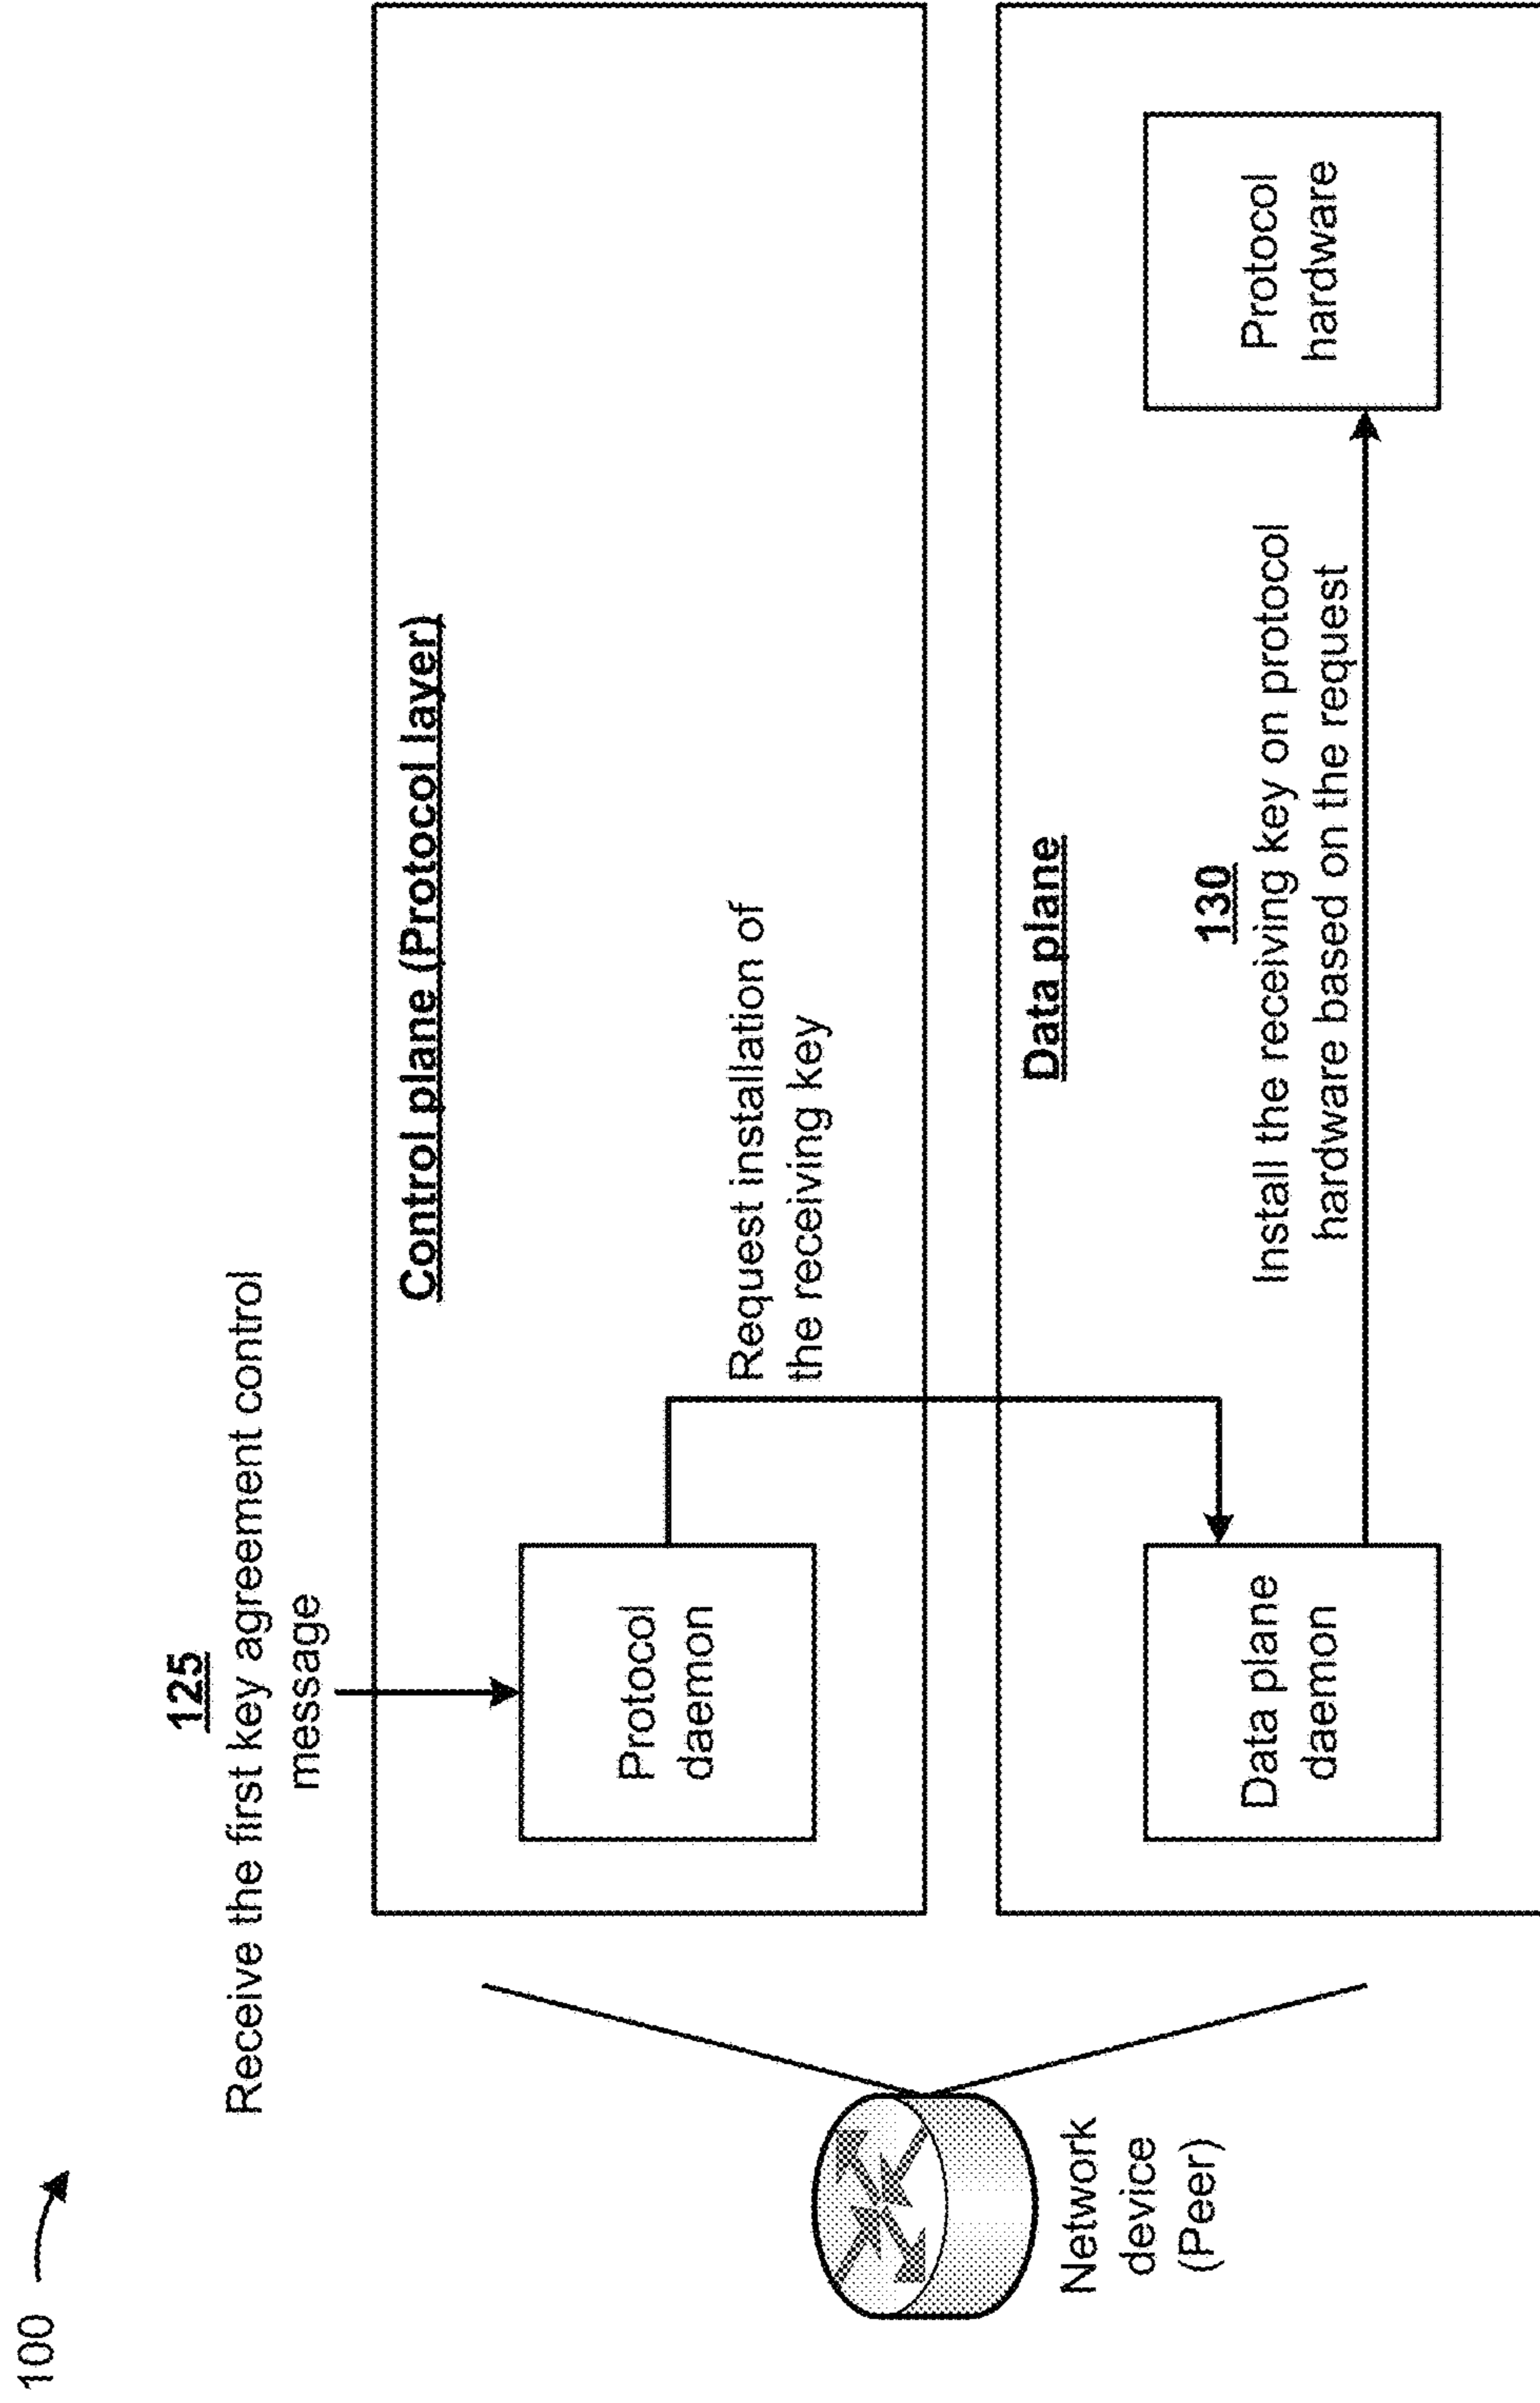 100
125
Receive the first key agreement control
message
Control plane (Protocol layer)
Protocol
daemon
Request installation of
the receiving key
Network
device
(Peer)
Data plane
130
Install the receiving key on protocol
hardware based on the request
Data plane
daemon
Protocol
hardware